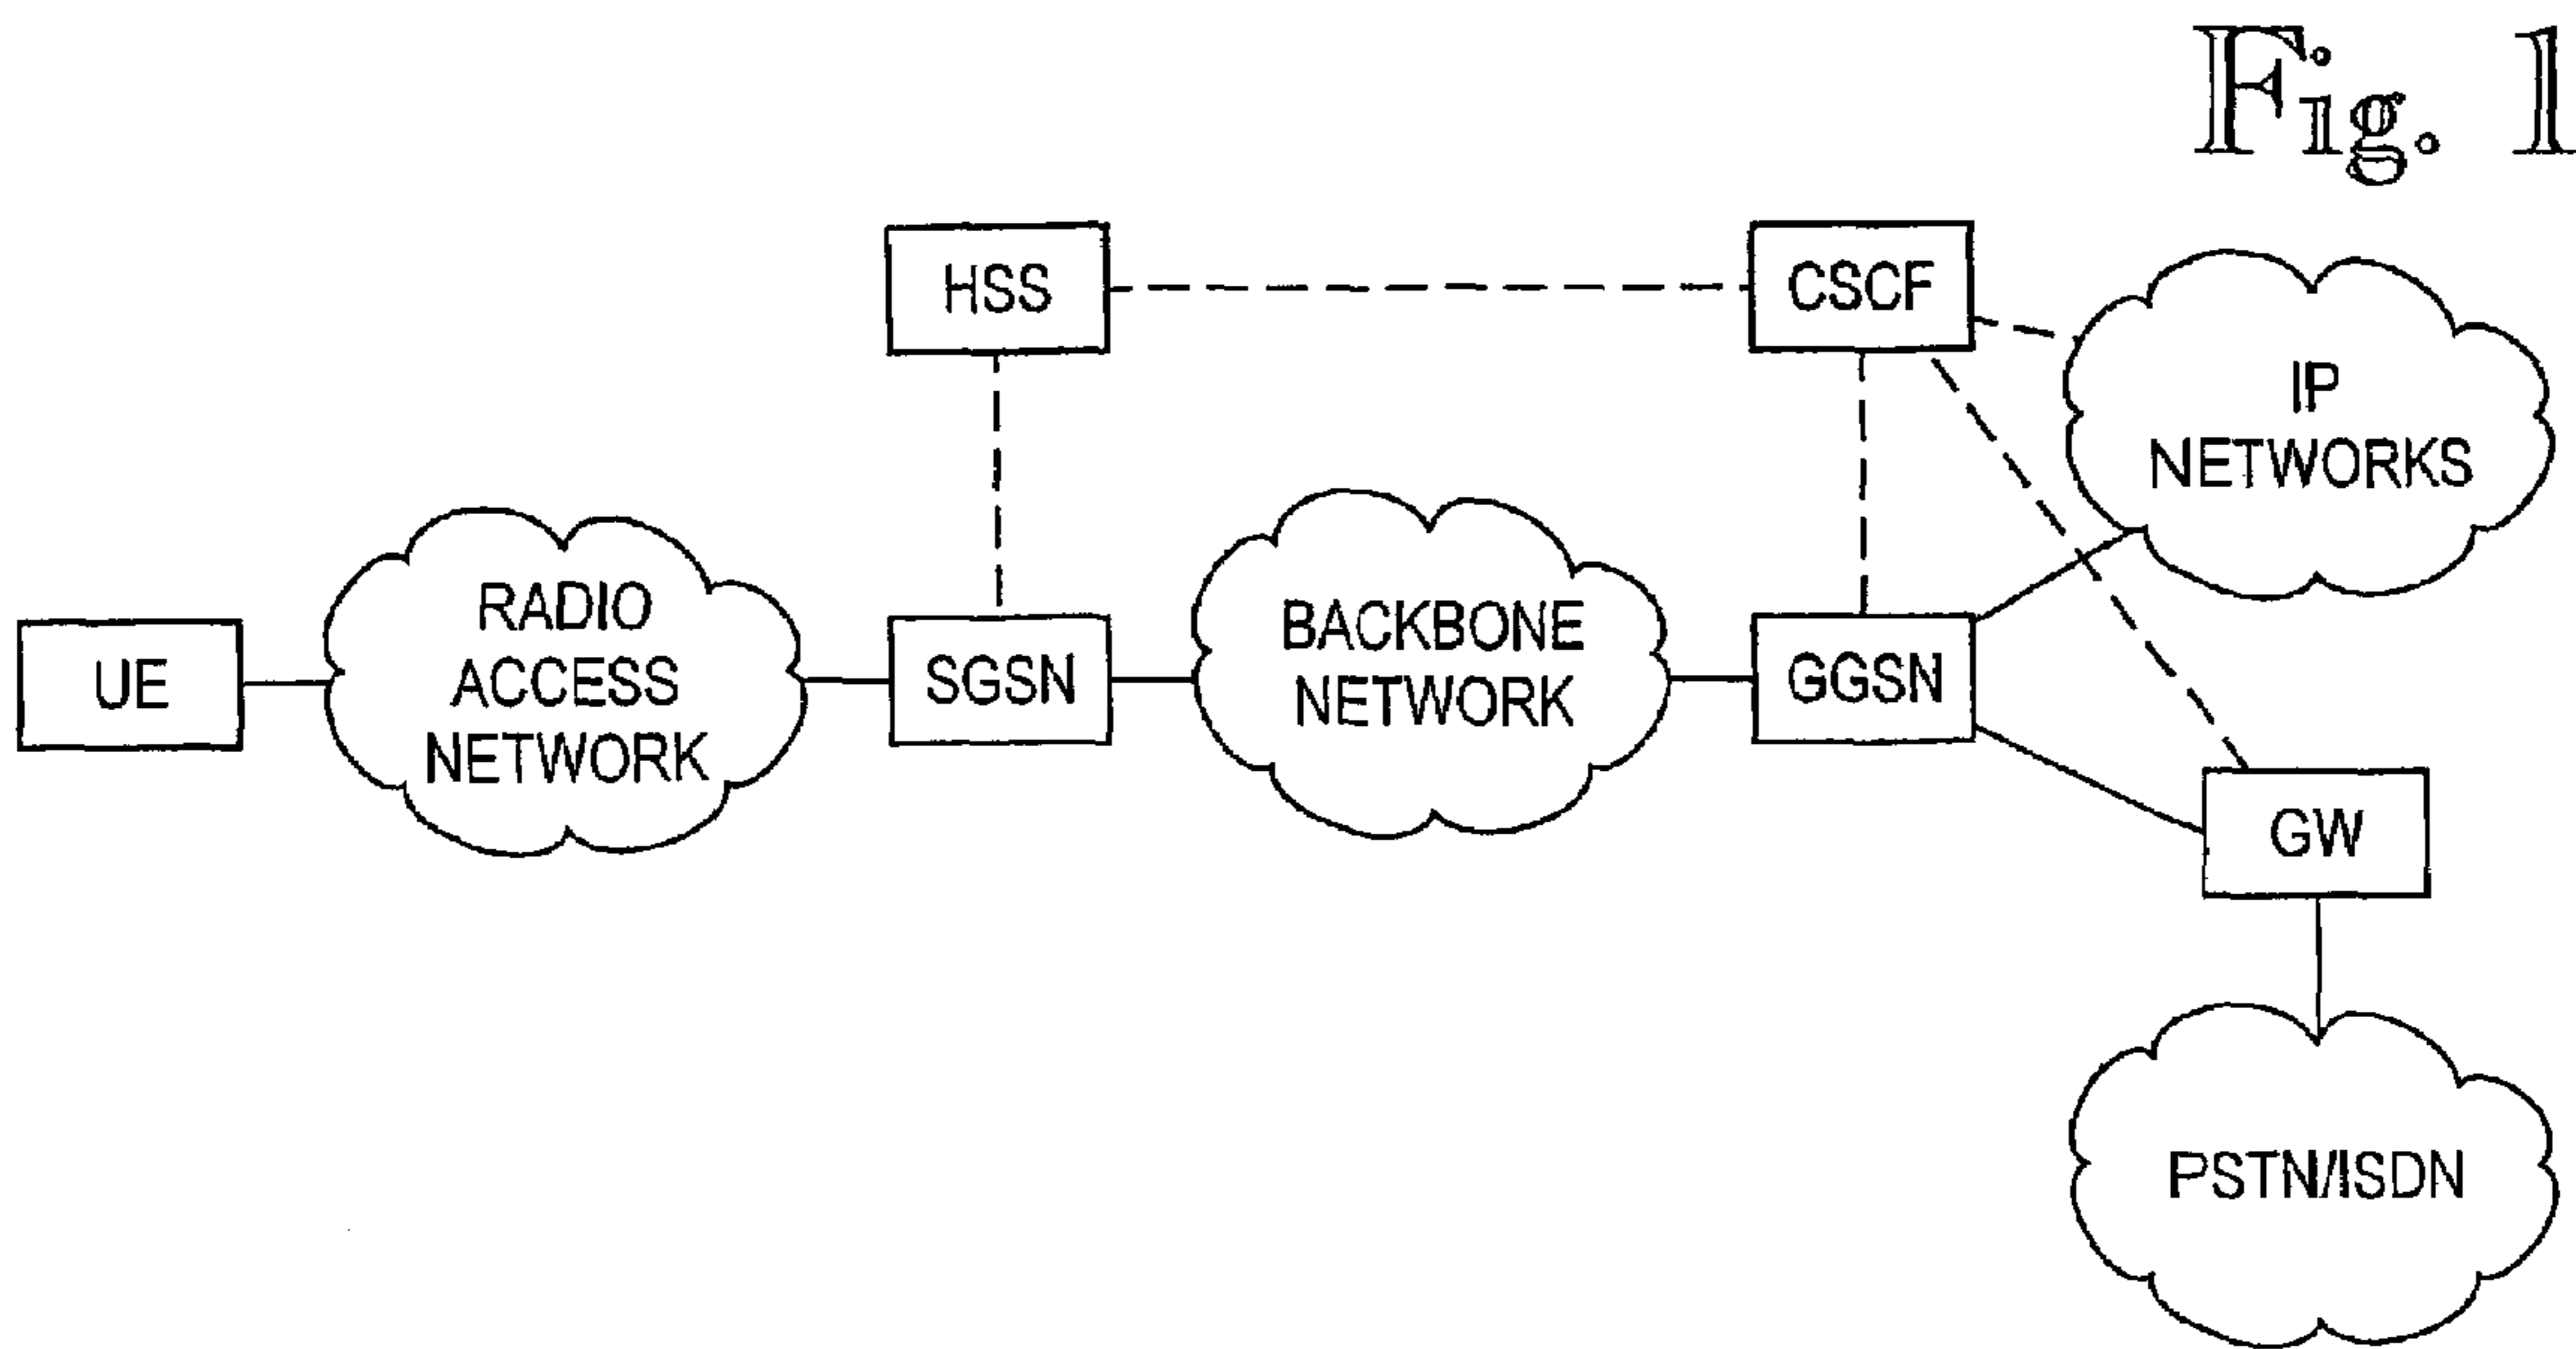 Fig. 1
HSS
CSCF
IP
NETWORKS
UE
RADIO
ACCESS
NETWORK
SGSN
BACKBONE
NETWORK
GGSN
GW
PSTN/ISDN